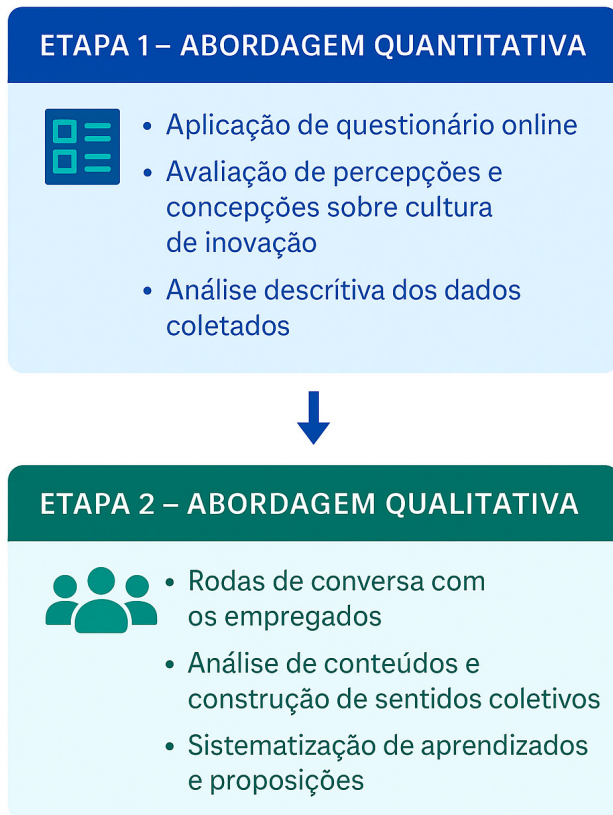 ETAPA 1 – ABORDAGEM QUANTITATIVA
• Aplicação de questionário online
• Avaliação de percepções e
concepções sobre cultura
de inovação
• Análise descrítiva dos dados
coletados
ETAPA 2 – ABORDAGEM QUALITATIVA
• Rodas de conversa com
os empregados
• Análise de conteúdos e
construção de sentidos coletivos
• Sistematização de aprendizados
e proposições